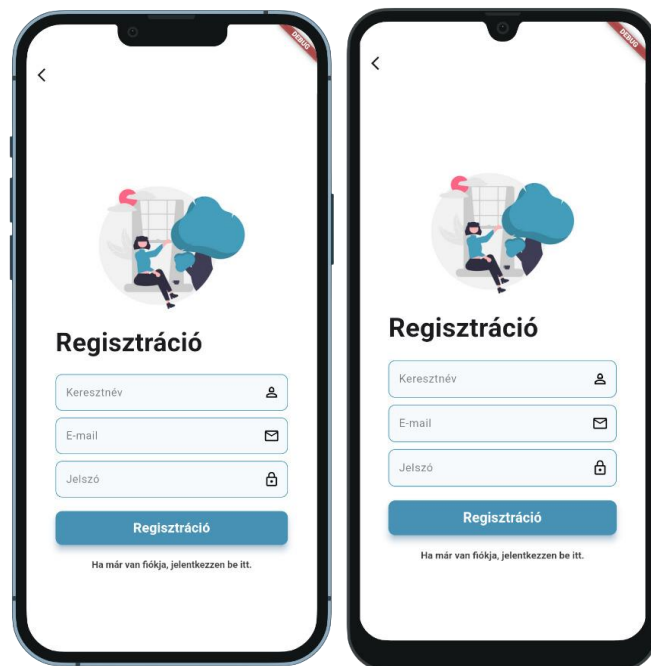 DEBUG
Regisztráció
Keresztnév
E-mail
Jelszó
Regisztráció
Ha már van fiókja, jelentkezzen be itt.
DEBUG
Regisztráció
Keresztnév
E-mail
Jelszó
Regisztráció
Ha már van fiókja, jelentkezzen be itt.